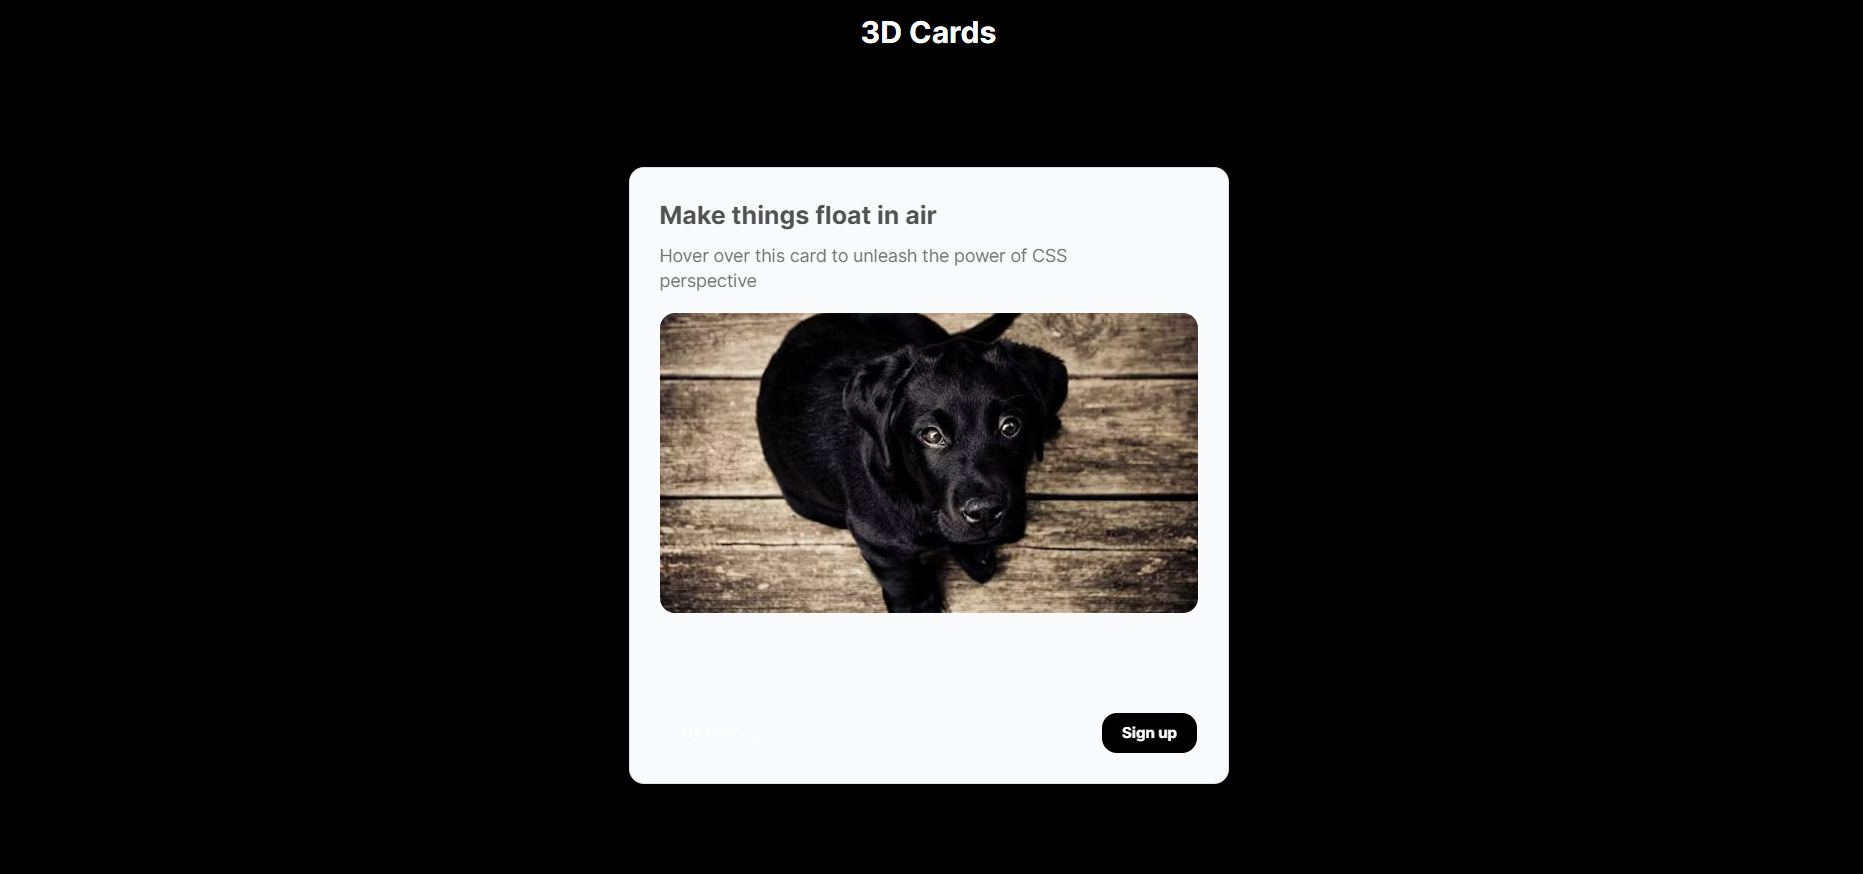 3D Cards
Make things float in air
Hover over this card to unleash the power of CSS
perspective
Try now →
Sign up